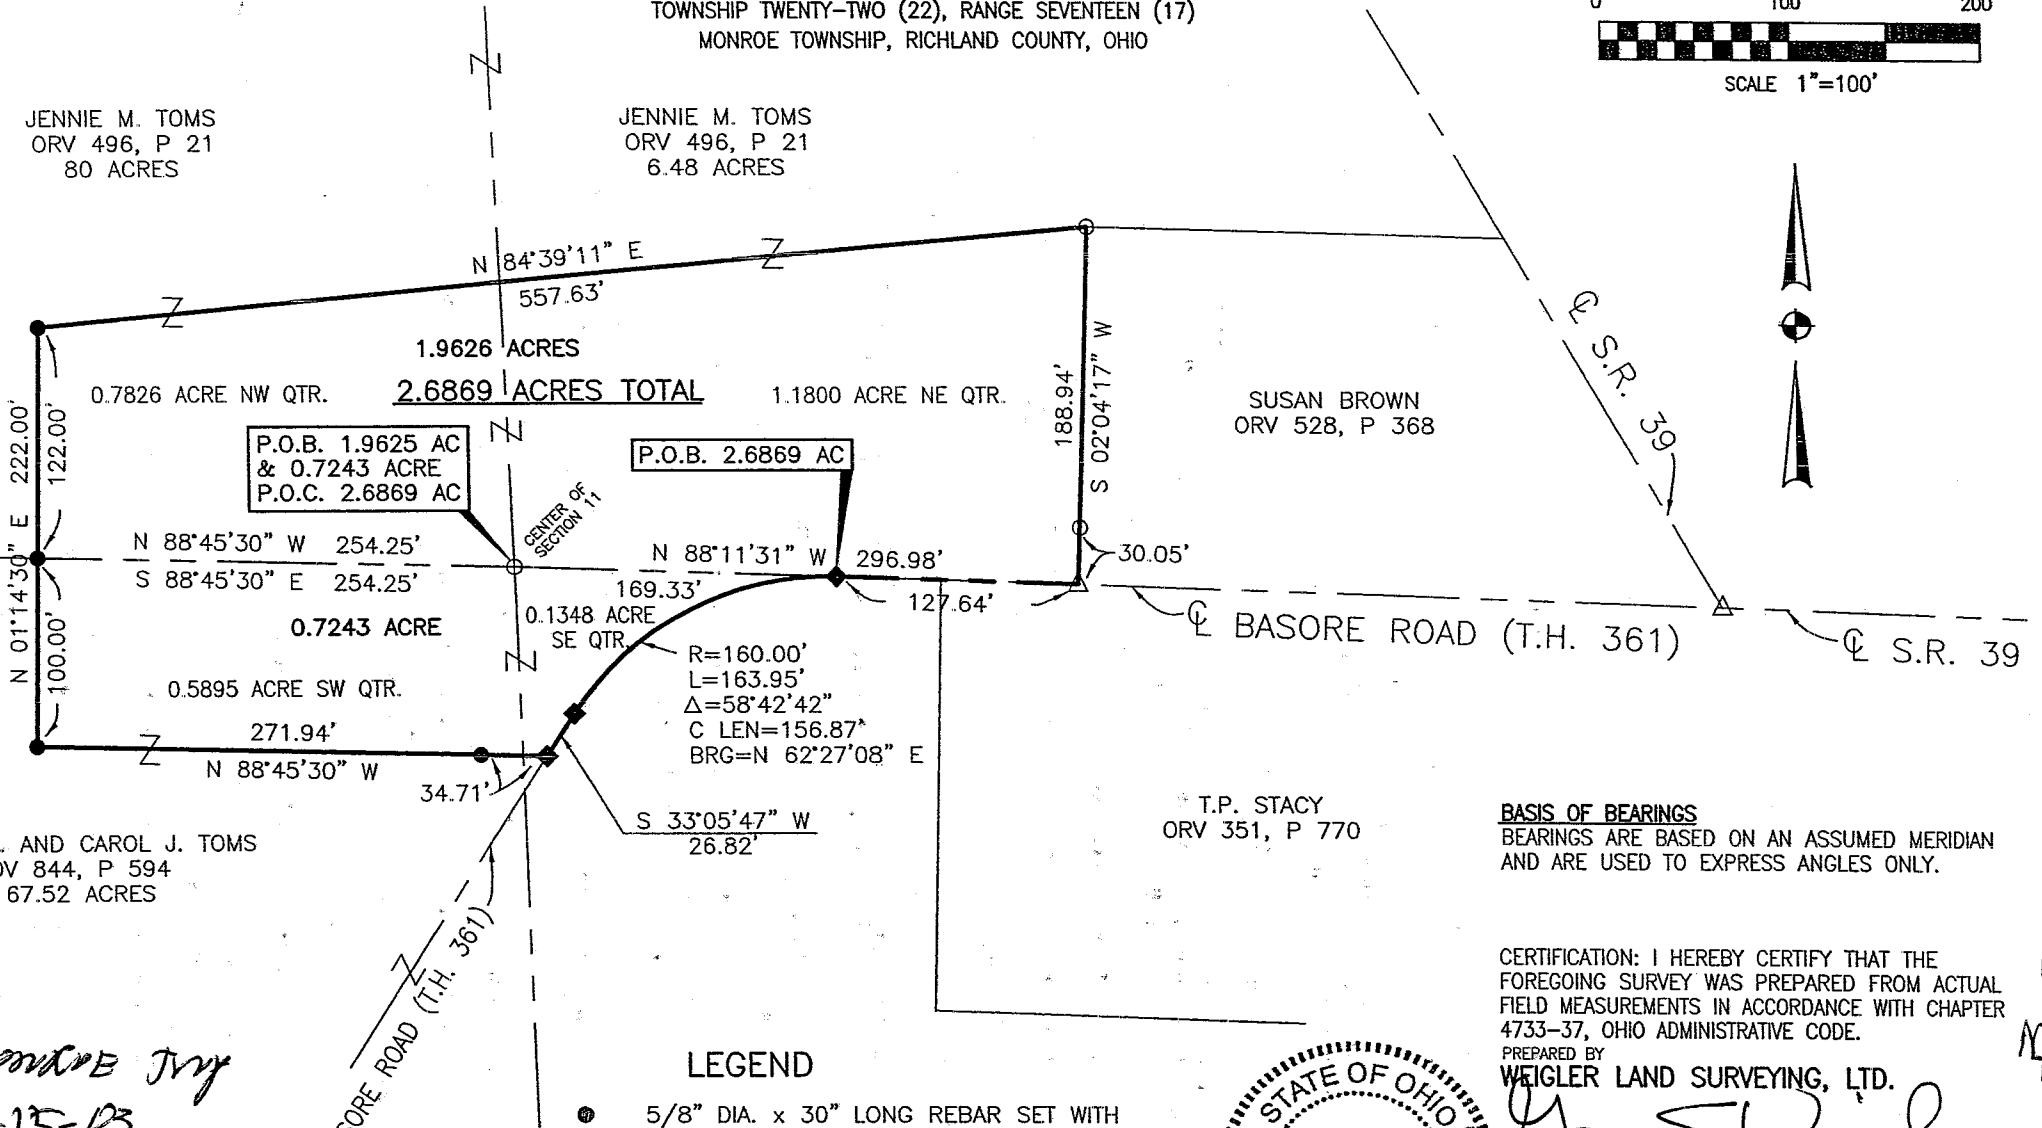 TOWNSHIP TWENTY-TWO (22), RANGE SEVENTEEN (17)
MONROE TOWNSHIP, RICHLAND COUNTY, OHIO
0 100 200
SCALE 1"=100'
JENNIE M. TOMS
ORV 496, P 21
80 ACRES
JENNIE M. TOMS
ORV 496, P 21
6.48 ACRES
N 84°39'11" E
557.63'
1.9626 ACRES
2.6869 ACRES TOTAL
0.7826 ACRE NW QTR.
1.1800 ACRE NE QTR.
188.94'
S 02°04'17" W
SUSAN BROWN
ORV 528, P 368
℄ S.R. 39
N 01°14'30" E 222.00'
122.00'
100.00'
P.O.B. 1.9625 AC
& 0.7243 ACRE
P.O.C. 2.6869 AC
P.O.B. 2.6869 AC
CENTER OF
SECTION 11
N 88°45'30" W 254.25'
S 88°45'30" E 254.25'
N 88°11'31" W 296.98'
169.33'
127.64'
30.05'
0.7243 ACRE
0.1348 ACRE
SE QTR.
℄ BASORE ROAD (T.H. 361)
℄ S.R. 39
R=160.00'
L=163.95'
Δ=58°42'42"
C LEN=156.87'
BRG=N 62°27'08" E
0.5895 ACRE SW QTR.
271.94'
N 88°45'30" W
34.71'
S 33°05'47" W
26.82'
AND CAROL J. TOMS
844, P 594
67.52 ACRES
T.P. STACY
ORV 351, P 770
BASIS OF BEARINGS
BEARINGS ARE BASED ON AN ASSUMED MERIDIAN
AND ARE USED TO EXPRESS ANGLES ONLY.
ROAD (T.H. 361)
CERTIFICATION: I HEREBY CERTIFY THAT THE
FOREGOING SURVEY WAS PREPARED FROM ACTUAL
FIELD MEASUREMENTS IN ACCORDANCE WITH CHAPTER
4733-37, OHIO ADMINISTRATIVE CODE.
PREPARED BY
WEIGLER LAND SURVEYING, LTD.
LEGEND
5/8" DIA. x 30" LONG REBAR SET WITH
STATE OF OHIO